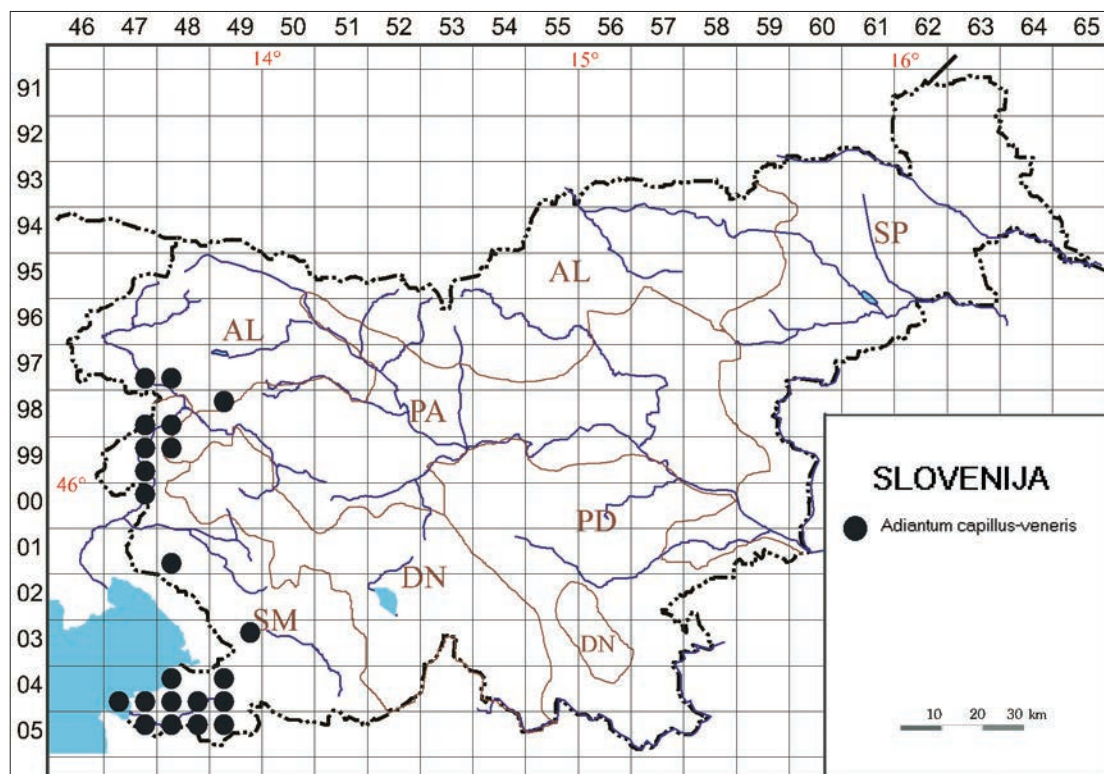 46 47 48 49 50 51 52 53 54 55 56 57 58 59 60 61 62 63 64 65
14° 15° 16°
91
92
93
94 SP
95 AL
96 AL
97
98 PA
99
46°
00 PD
01 DN
02
03 SM DN
04
05
SLOVENIJA
Adiantum capillus-veneris
10 20 30 km